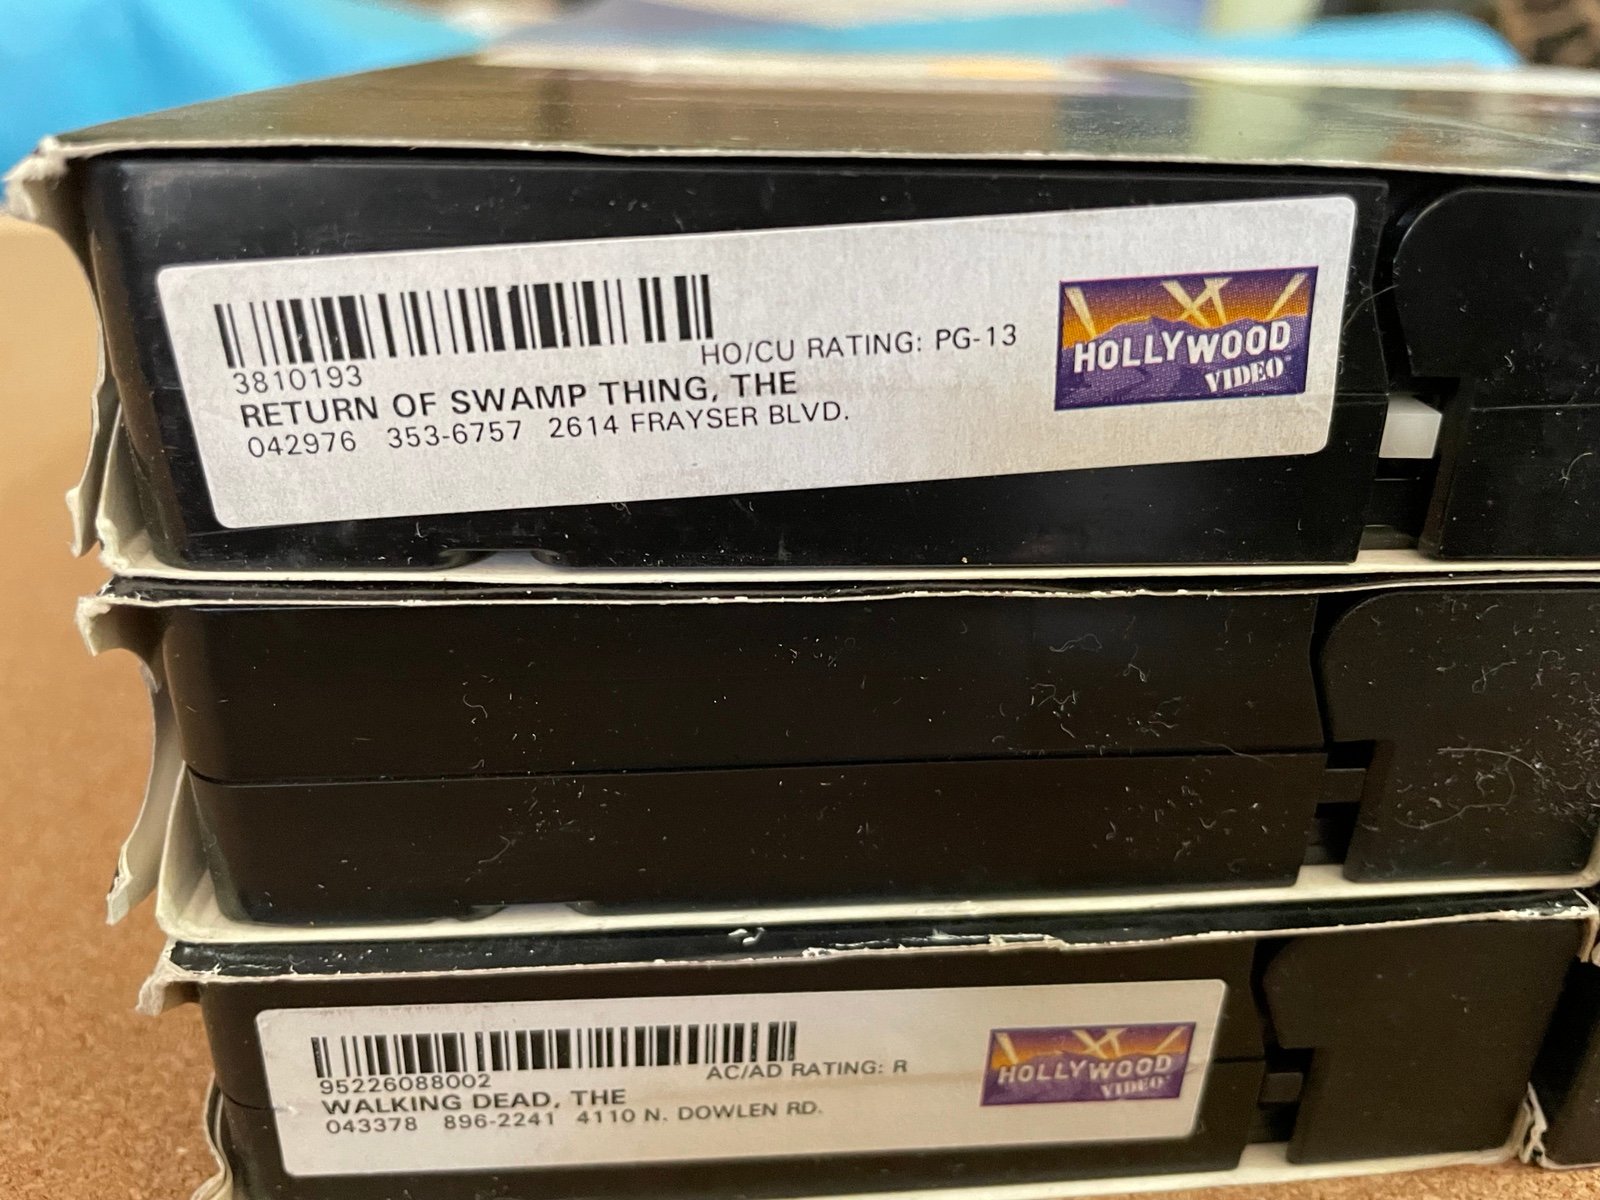 3810193
HO/CU RATING: PG-13
RETURN OF SWAMP THING, THE
042976 353-6757 2614 FRAYSER BLVD.
HOLLYWOOD
VIDEO
95226088002
AC/AD RATING: R
WALKING DEAD, THE
043378 896-2241 4110 N. DOWLEN RD.
HOLLYWOOD
VIDEO